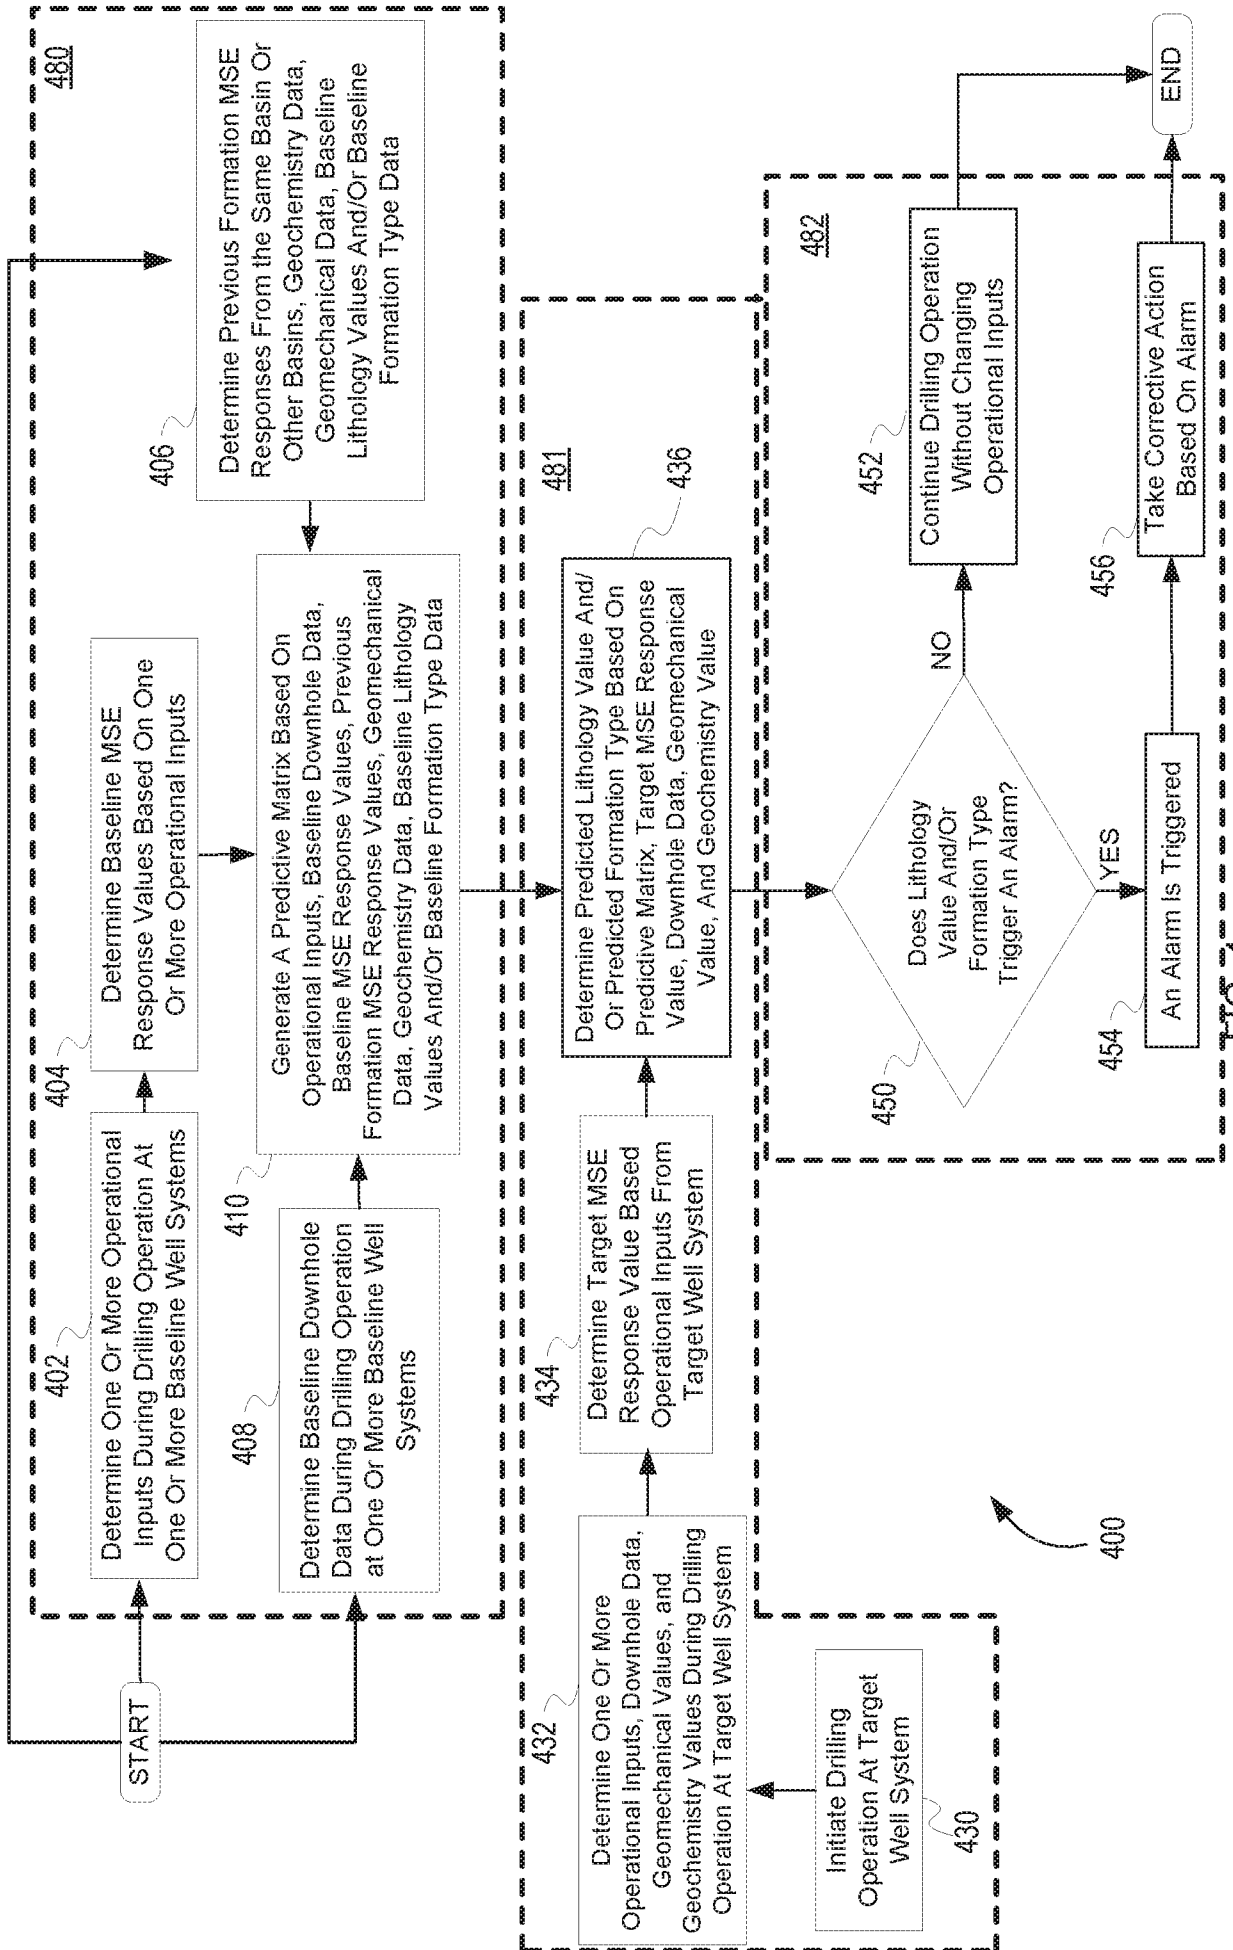 480
START
402
Determine One Or More Operational
Inputs During Drilling Operation At
One Or More Baseline Well Systems
404
Determine Baseline MSE
Response Values Based On One
Or More Operational Inputs
406
Determine Previous Formation MSE
Responses From the Same Basin Or
Other Basins, Geochemistry Data,
Geomechanical Data, Baseline
Lithology Values And/Or Baseline
Formation Type Data
408
Determine Baseline Downhole
Data During Drilling Operation
at One Or More Baseline Well
Systems
410
Generate A Predictive Matrix Based On
Operational Inputs, Baseline Downhole Data,
Baseline MSE Response Values, Previous
Formation MSE Response Values, Geomechanical
Data, Geochemistry Data, Baseline Lithology
Values And/Or Baseline Formation Type Data
481
432
Determine One Or More
Operational Inputs, Downhole Data,
Geomechanical Values, and
Geochemistry Values During Drilling
Operation At Target Well System
430
Initiate Drilling
Operation At Target
Well System
434
Determine Target MSE
Response Value Based
Operational Inputs From
Target Well System
436
Determine Predicted Lithology Value And/
Or Predicted Formation Type Based On
Predictive Matrix, Target MSE Response
Value, Downhole Data, Geomechanical
Value, And Geochemistry Value
482
450
Does Lithology
Value And/Or
Formation Type
Trigger An Alarm?
NO
YES
452
Continue Drilling Operation
Without Changing
Operational Inputs
454
An Alarm Is Triggered
456
Take Corrective Action
Based On Alarm
END
400